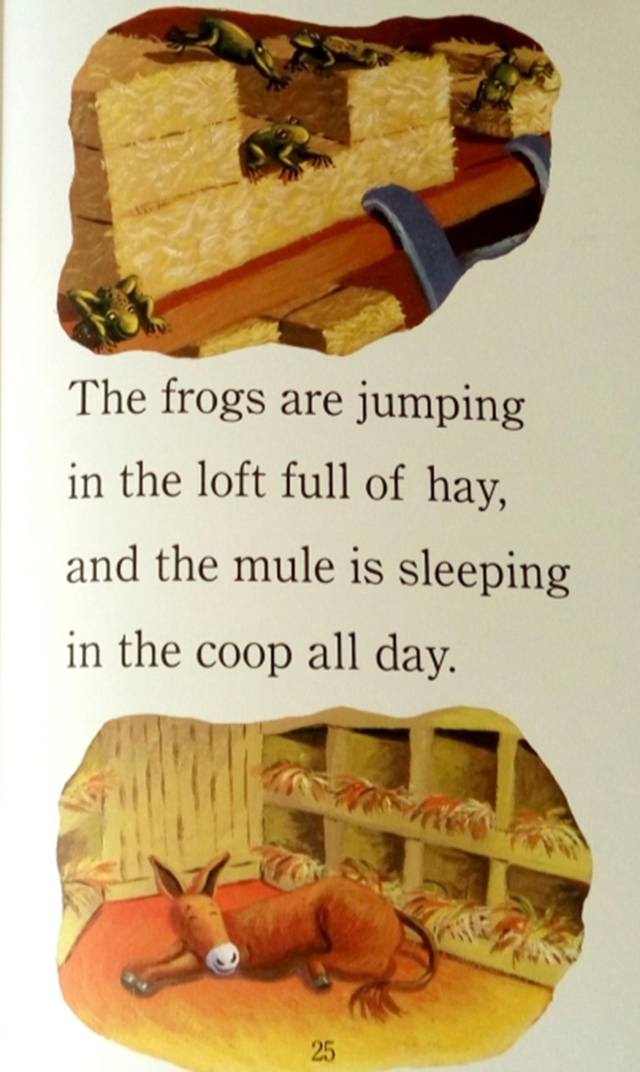 The frogs are jumping
in the loft full of hay,
and the mule is sleeping
in the coop all day.
25